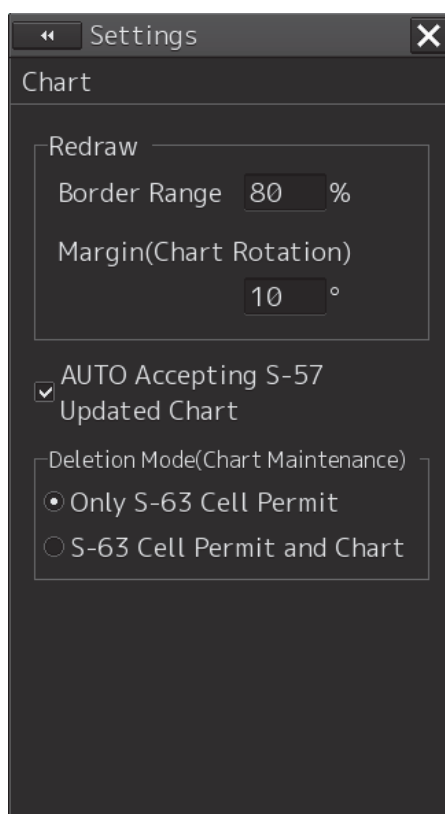 Settings
Chart
Redraw
Border Range 80 %
Margin(Chart Rotation)
10 °
AUTO Accepting S-57
Updated Chart
Deletion Mode(Chart Maintenance)
Only S-63 Cell Permit
S-63 Cell Permit and Chart